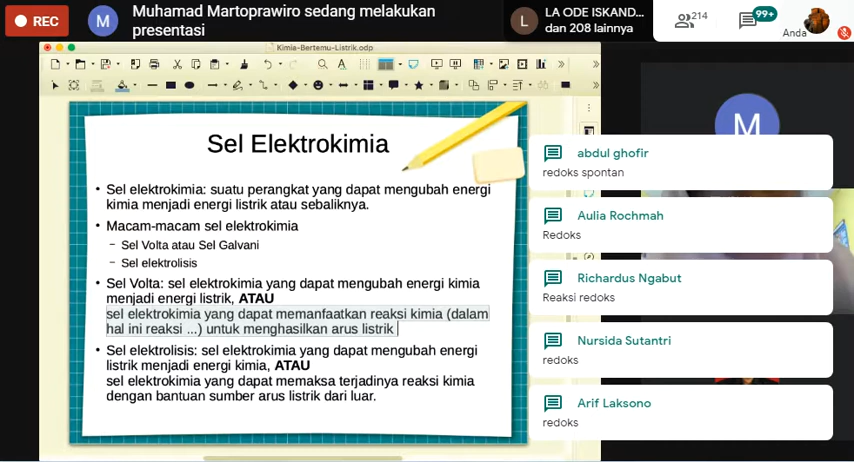 REC
M
Muhamad Martoprawiro sedang melakukan
presentasi
L
LA ODE ISKAND...
dan 208 lainnya
214
99+
Anda
Kimia-Bertemu-Listrik.odp
Sel Elektrokimia
• Sel elektrokimia: suatu perangkat yang dapat mengubah energi
kimia menjadi energi listrik atau sebaliknya.
• Macam-macam sel elektrokimia
– Sel Volta atau Sel Galvani
– Sel elektrolisis
• Sel Volta: sel elektrokimia yang dapat mengubah energi kimia
menjadi energi listrik, ATAU
sel elektrokimia yang dapat memanfaatkan reaksi kimia (dalam
hal ini reaksi ...) untuk menghasilkan arus listrik
• Sel elektrolisis: sel elektrokimia yang dapat mengubah energi
listrik menjadi energi kimia, ATAU
sel elektrokimia yang dapat memaksa terjadinya reaksi kimia
dengan bantuan sumber arus listrik dari luar.
M
abdul ghofir
redoks spontan
Aulia Rochmah
Redoks
Richardus Ngabut
Reaksi redoks
Nursida Sutantri
redoks
Arif Laksono
redoks